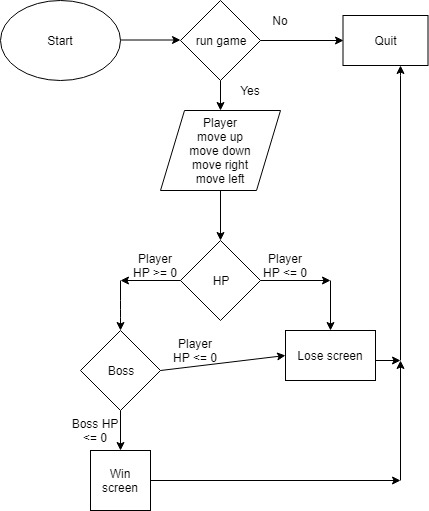 Start
run game
No
Quit
Yes
Player
move up
move down
move right
move left
Player
HP >= 0
HP
Player
HP <= 0
Boss
Player
HP <= 0
Lose screen
Boss HP
<= 0
Win
screen